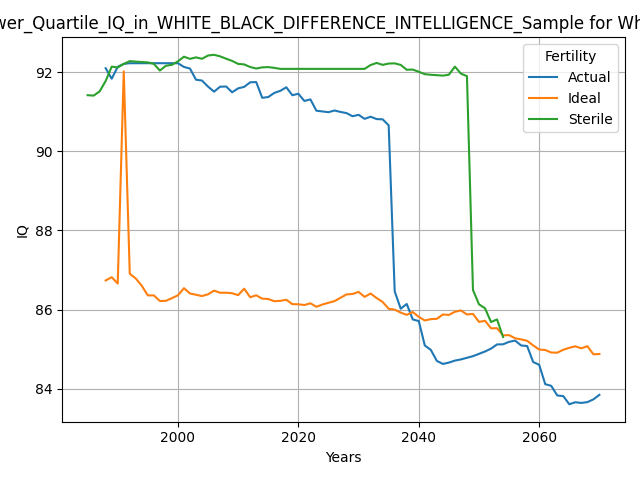 wer_Quartile_IQ_in_WHITE_BLACK_DIFFERENCE_INTELLIGENCE_Sample for Wh
Fertility
Actual
Ideal
Sterile
92
90
88
86
84
IQ
2000
2020
2040
2060
Years